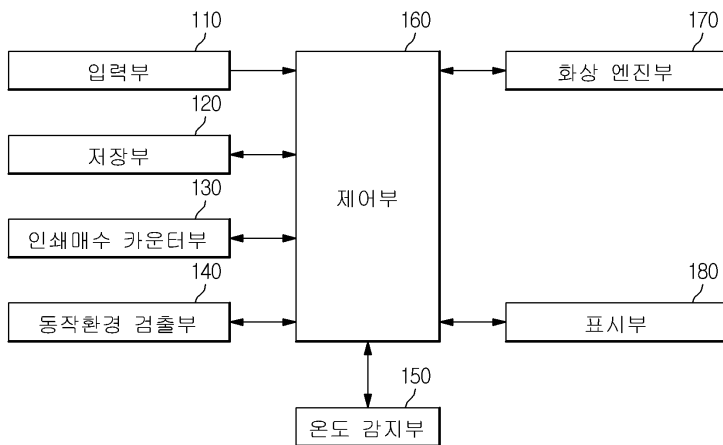 110
입력부
120
저장부
130
인쇄매수 카운터부
140
동작환경 검출부
160
제어부
150
온도 감지부
170
화상 엔진부
180
표시부